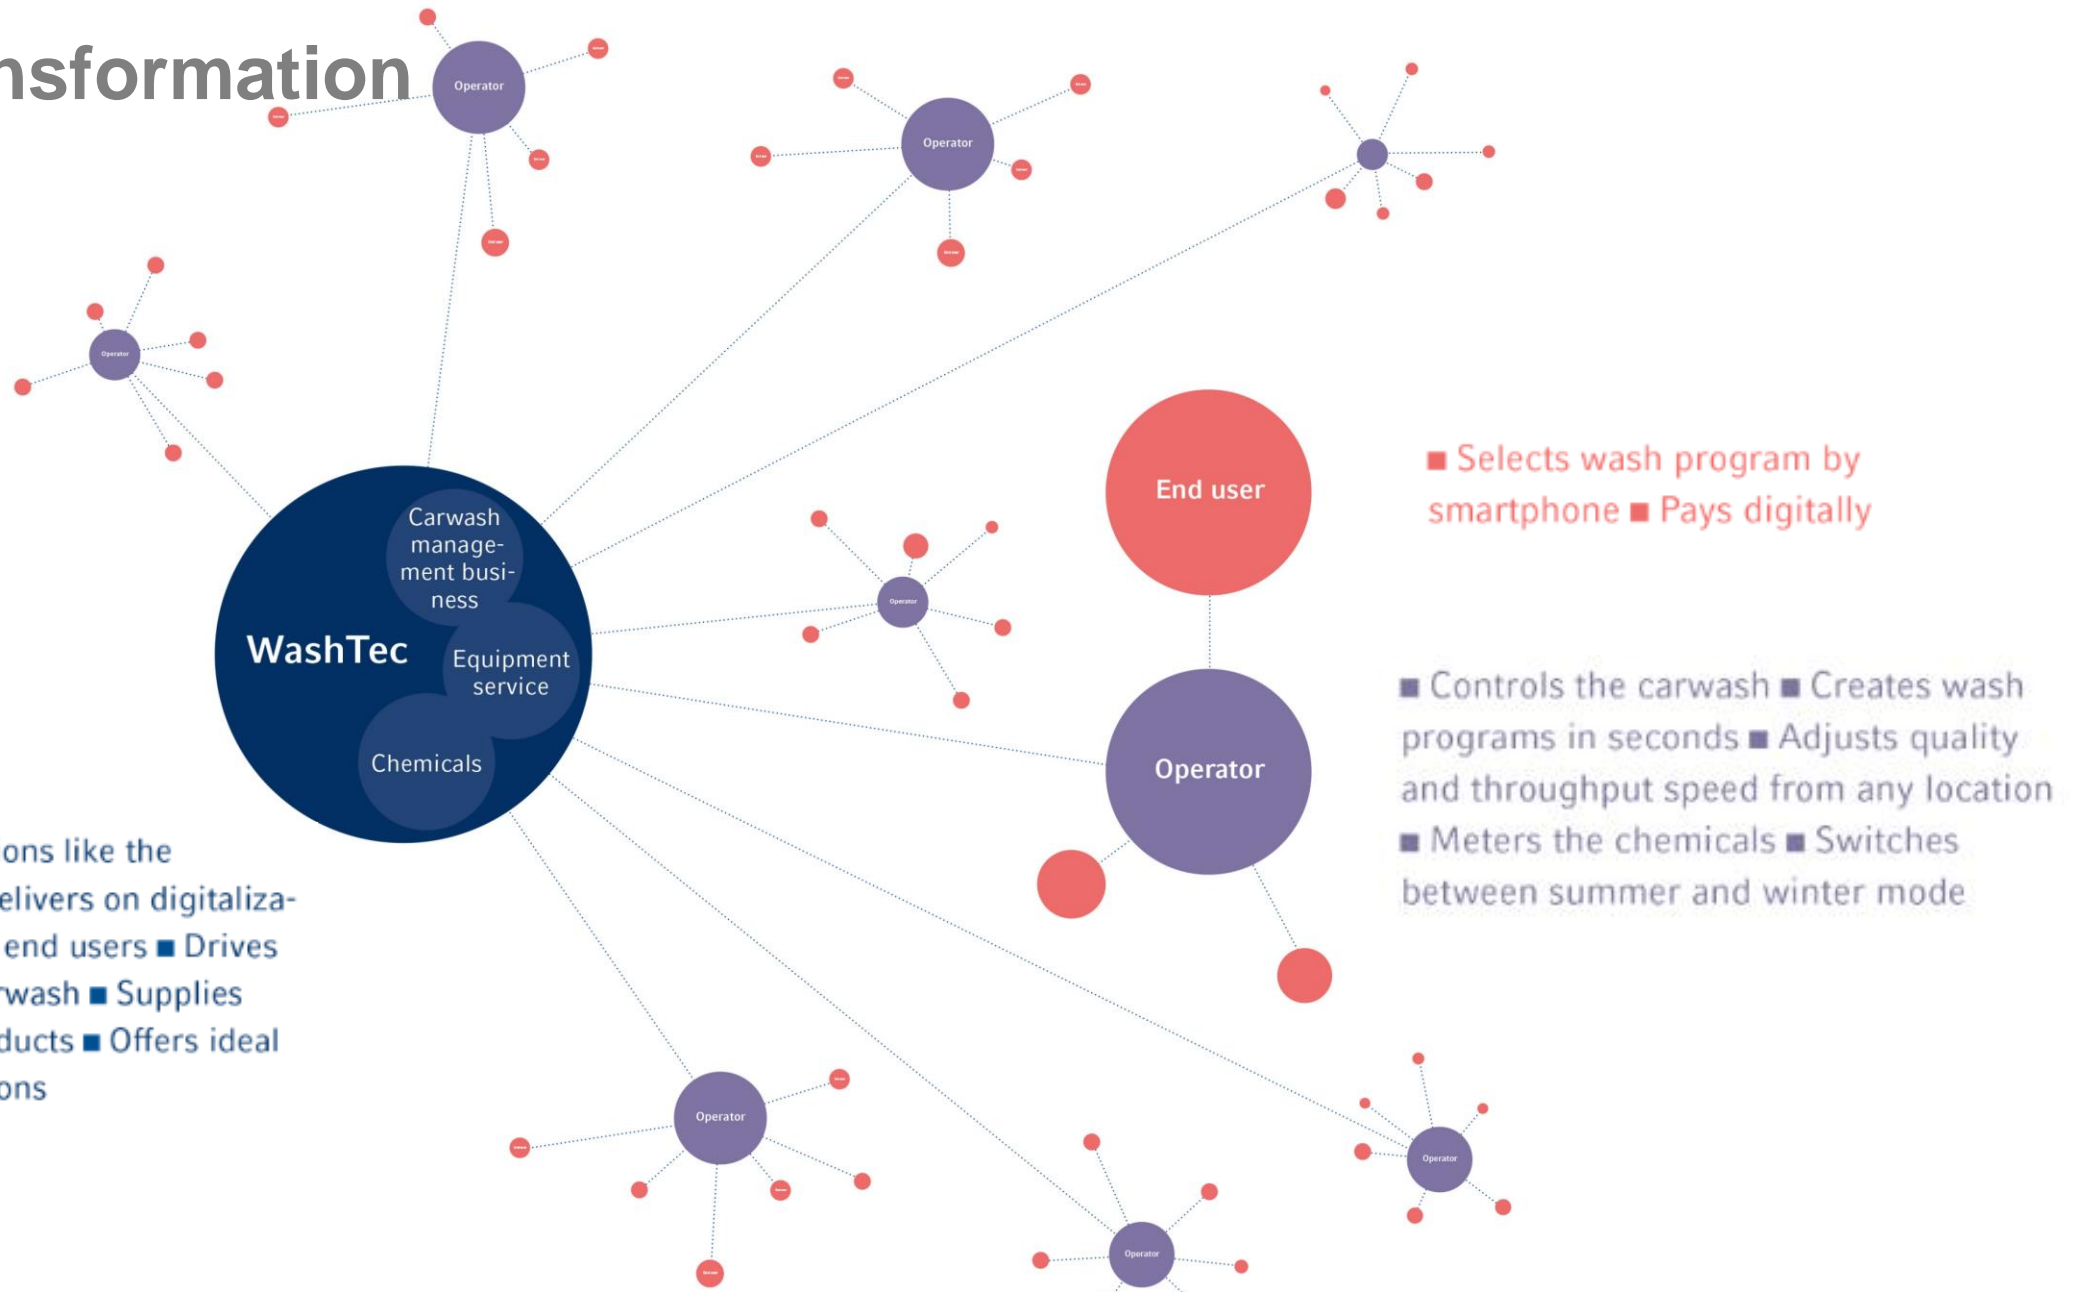 nsformation
Operator
Operator
Operator
Carwash
manage-
ment busi-
ness
WashTec
Equipment
service
Chemicals
Operator
End user
■ Selects wash program by
smartphone ■ Pays digitally
Operator
■ Controls the carwash ■ Creates wash
programs in seconds ■ Adjusts quality
and throughput speed from any location
■ Meters the chemicals ■ Switches
between summer and winter mode
ons like the
elivers on digitaliza-
end users ■ Drives
rwash ■ Supplies
ducts ■ Offers ideal
ons
Operator
Operator
Operator